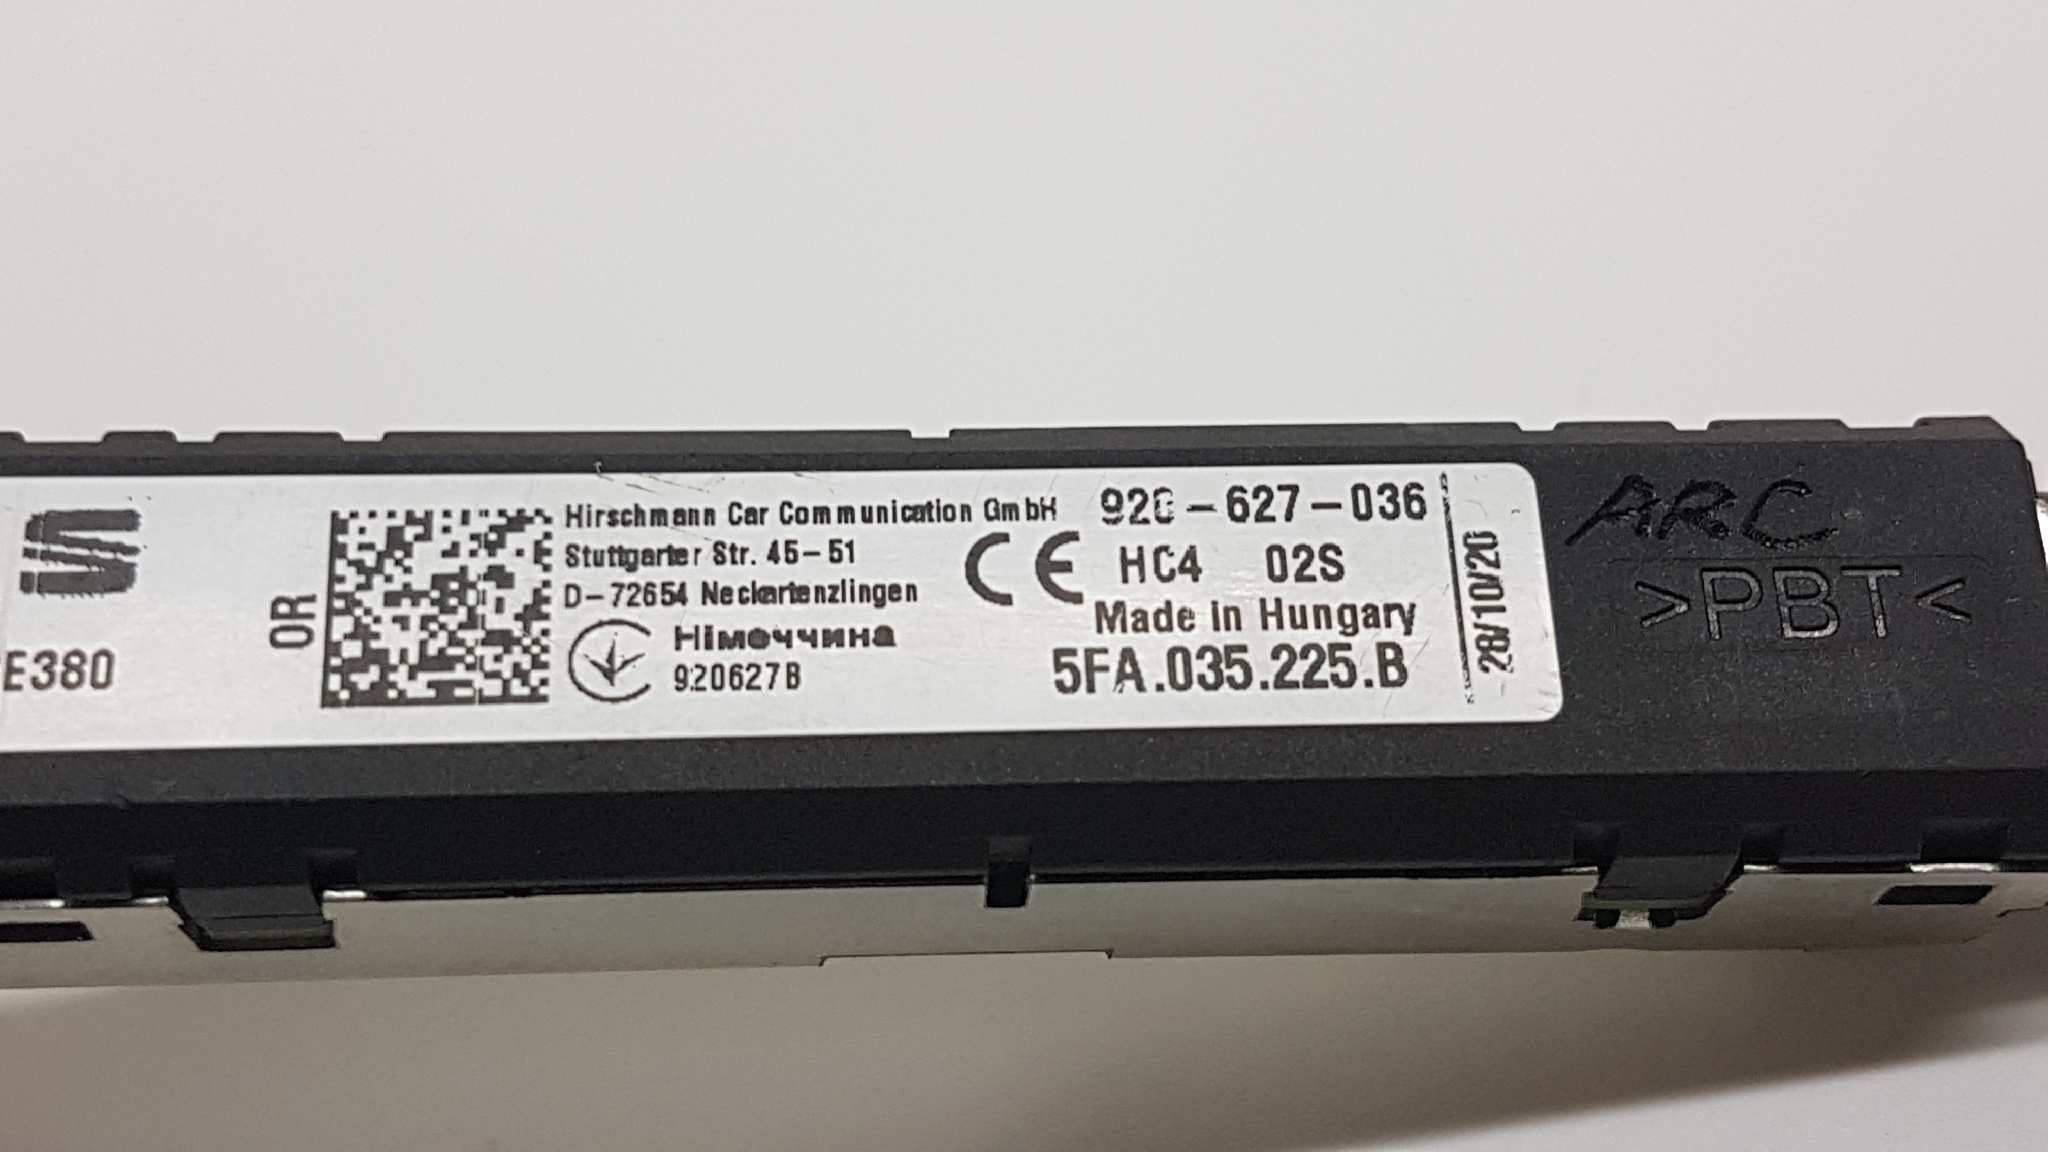 E380
OR
Hirschmann Car Communication GmbH
Stuttgarter Str. 45-51
D-72654 Neckartenzlingen
Німеччина
920627B
920-627-036
CE HC4 02S
Made in Hungary
5FA.035.225.B
28/10/20
ARC
>PBT<